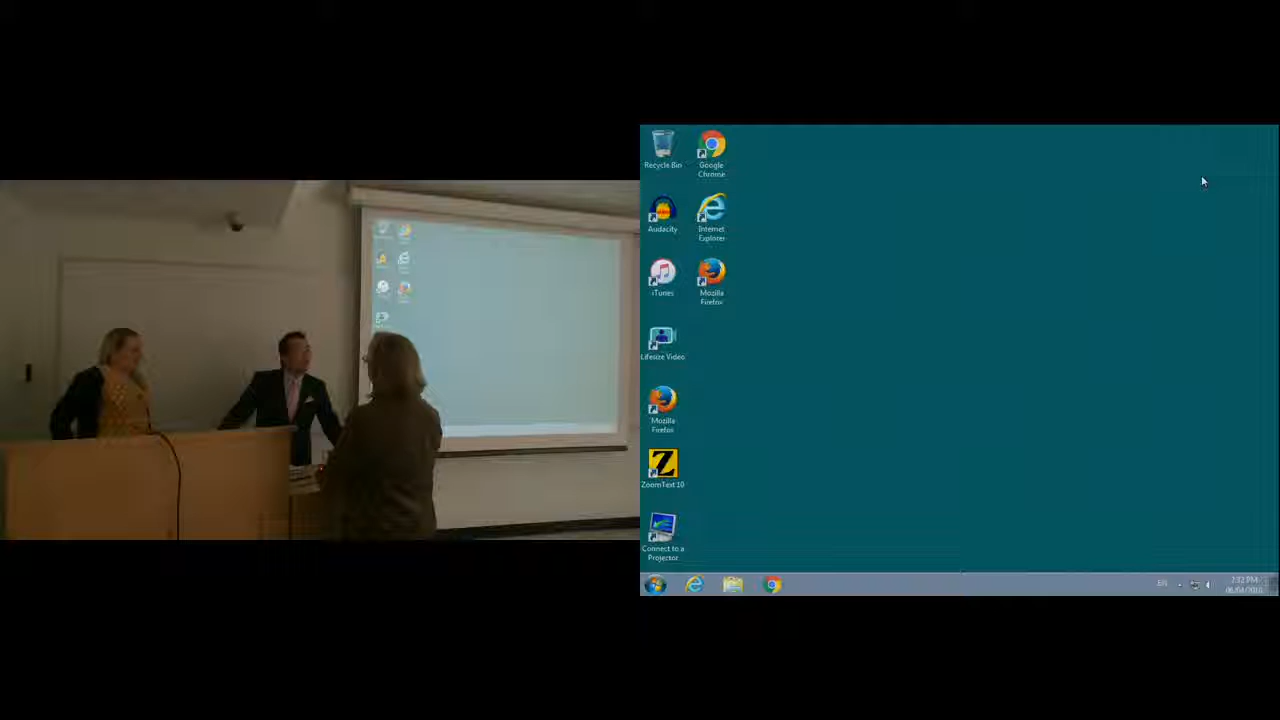 Recycle Bin
Google
Chrome
Audacity
Internet
Explorer
iTunes
Mozilla
Firefox
Lifesize Video
Mozilla
Firefox
ZoomText 10
Connect to a
Projector
EN